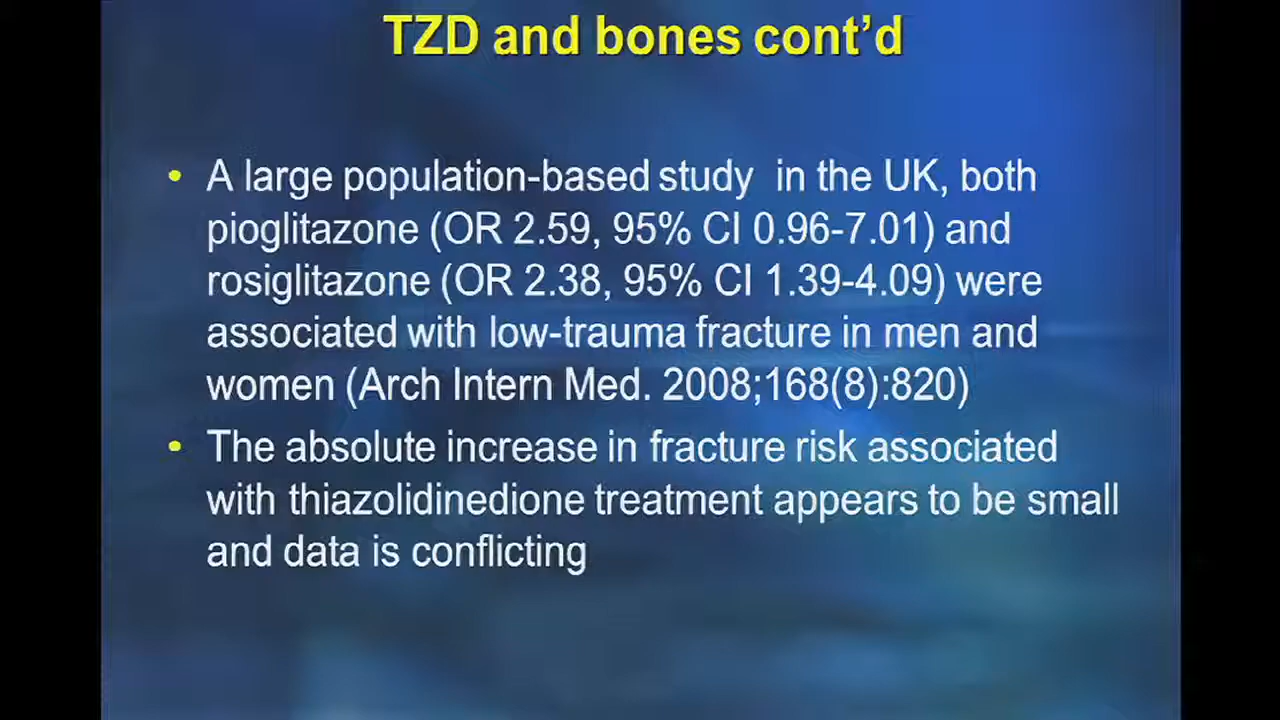 TZD and bones cont’d
• A large population-based study in the UK, both
pioglitazone (OR 2.59, 95% CI 0.96-7.01) and
rosiglitazone (OR 2.38, 95% CI 1.39-4.09) were
associated with low-trauma fracture in men and
women (Arch Intern Med. 2008;168(8):820)
• The absolute increase in fracture risk associated
with thiazolidinedione treatment appears to be small
and data is conflicting